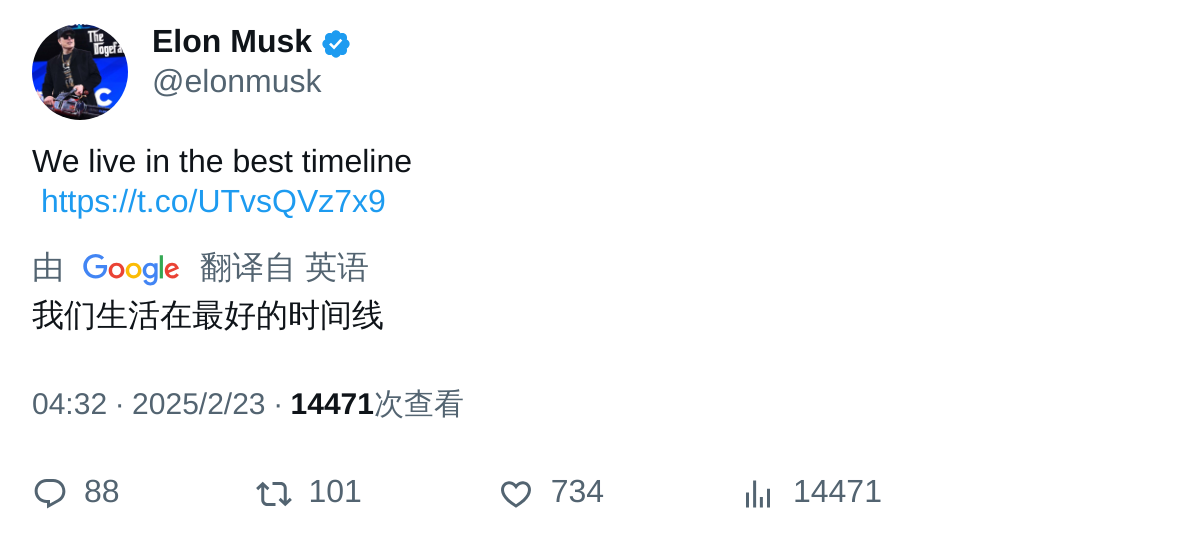 The
Dogefa
C
Elon Musk
@elonmusk
We live in the best timeline
https://t.co/UTvsQVz7x9
由 Google 翻译自 英语
我们生活在最好的时间线
04:32 · 2025/2/23 · 14471次查看
88 101 734 14471